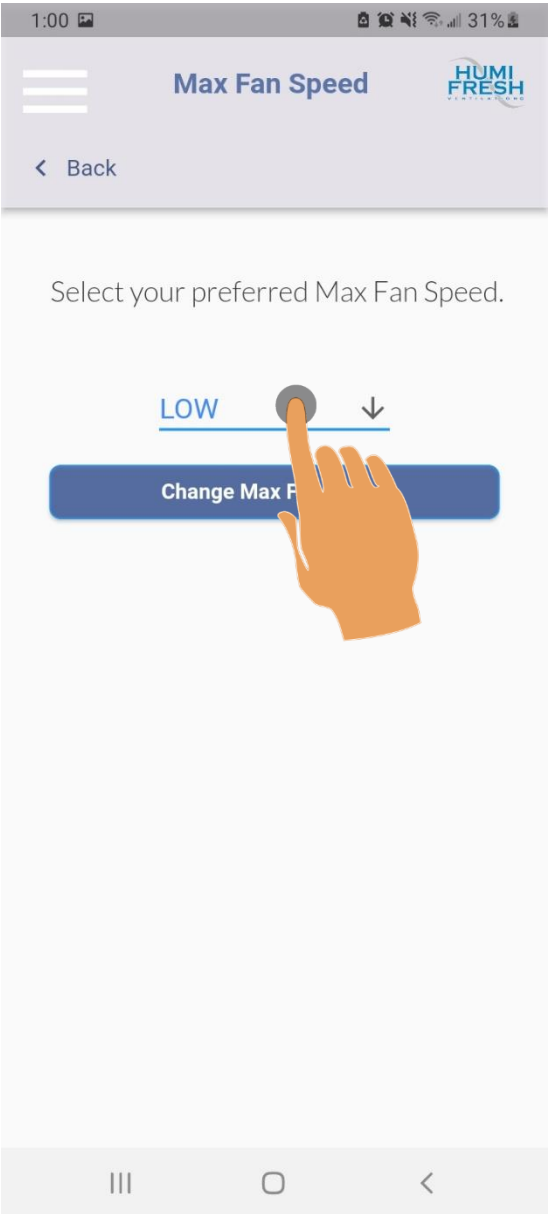 1:00 31%
Max Fan Speed
HUMI
FRESH
Back
Select your preferred Max Fan Speed.
LOW
Change Max F